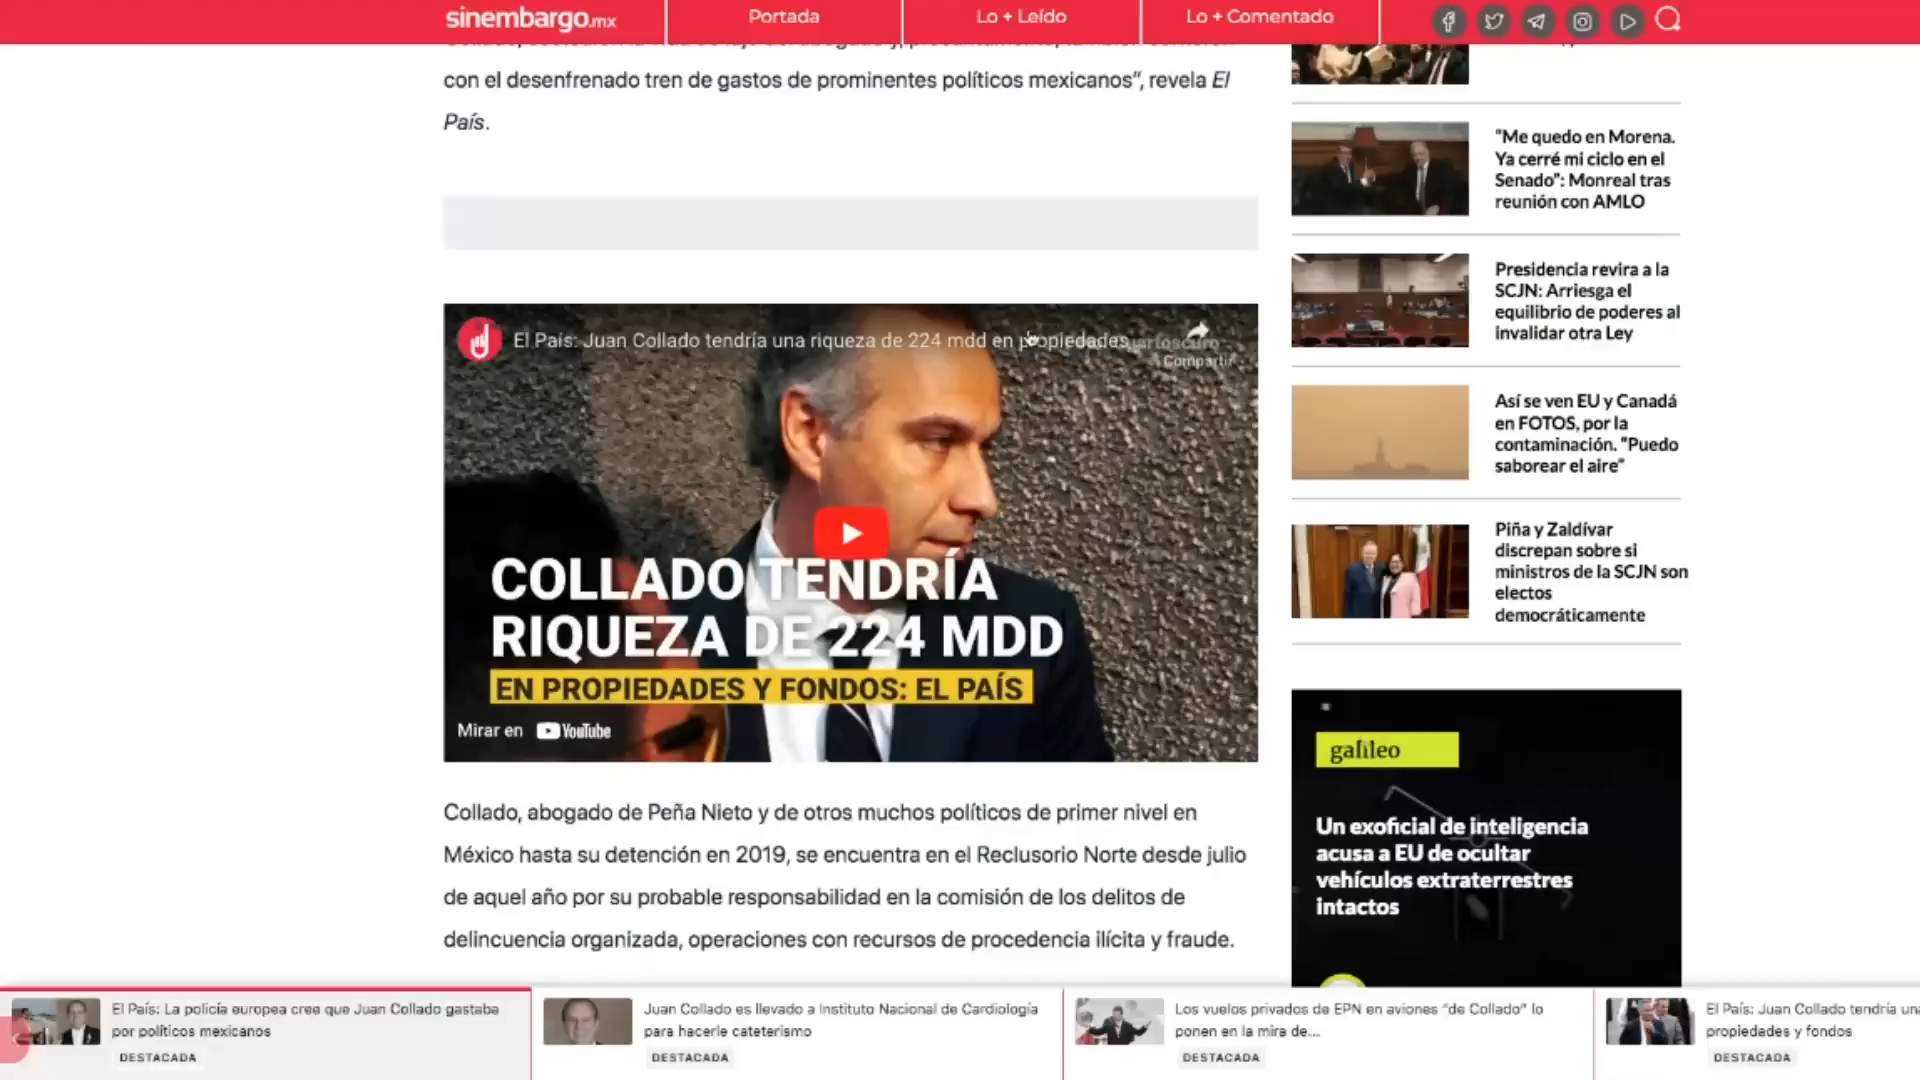 sinembargo.mx
Portada
Lo + Leído
Lo + Comentado
con el desenfrenado tren de gastos de prominentes políticos mexicanos“, revela El
País.
El País: Juan Collado tendría una riqueza de 224 mdd en propiedades
Compartir
COLLADO TENDRÍA
RIQUEZA DE 224 MDD
EN PROPIEDADES Y FONDOS: EL PAÍS
Mirar en YouTube
Collado, abogado de Peña Nieto y de otros muchos políticos de primer nivel en
México hasta su detención en 2019, se encuentra en el Reclusorio Norte desde julio
de aquel año por su probable responsabilidad en la comisión de los delitos de
delincuencia organizada, operaciones con recursos de procedencia ilícita y fraude.
"Me quedo en Morena.
Ya cerré mi ciclo en el
Senado": Monreal tras
reunión con AMLO
Presidencia revira a la
SCJN: Arriesga el
equilibrio de poderes al
invalidar otra Ley
Así se ven EU y Canadá
en FOTOS, por la
contaminación. "Puedo
saborear el aire"
Piña y Zaldívar
discrepan sobre si
ministros de la SCJN son
electos
democráticamente
galileo
Un exoficial de inteligencia
acusa a EU de ocultar
vehículos extraterrestres
intactos
El País: La policía europea cree que Juan Collado gastaba
por políticos mexicanos
DESTACADA
Juan Collado es llevado a Instituto Nacional de Cardiología
para hacerle cateterismo
DESTACADA
Los vuelos privados de EPN en aviones “de Collado” lo
ponen en la mira de...
DESTACADA
El País: Juan Collado tendría
propiedades y fondos
DESTACADA